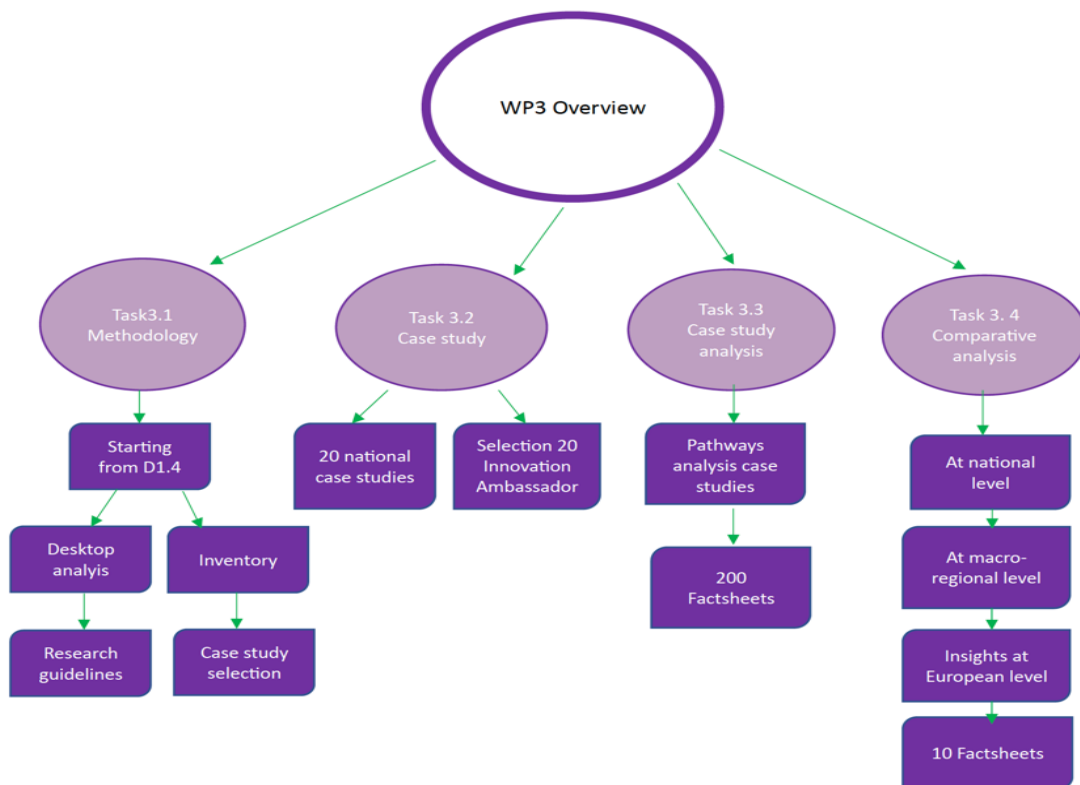 WP3 Overview
Task3.1
Methodology
Task 3.2
Case study
Task 3.3
Case study
analysis
Task 3. 4
Comparative
analysis
Starting
from D1.4
20 national
case studies
Selection 20
Innovation
Ambassador
Pathways
analysis case
studies
At national
level
Desktop
analyis
Inventory
200
Factsheets
At macro-
regional level
Research
guidelines
Case study
selection
Insights at
European level
10 Factsheets